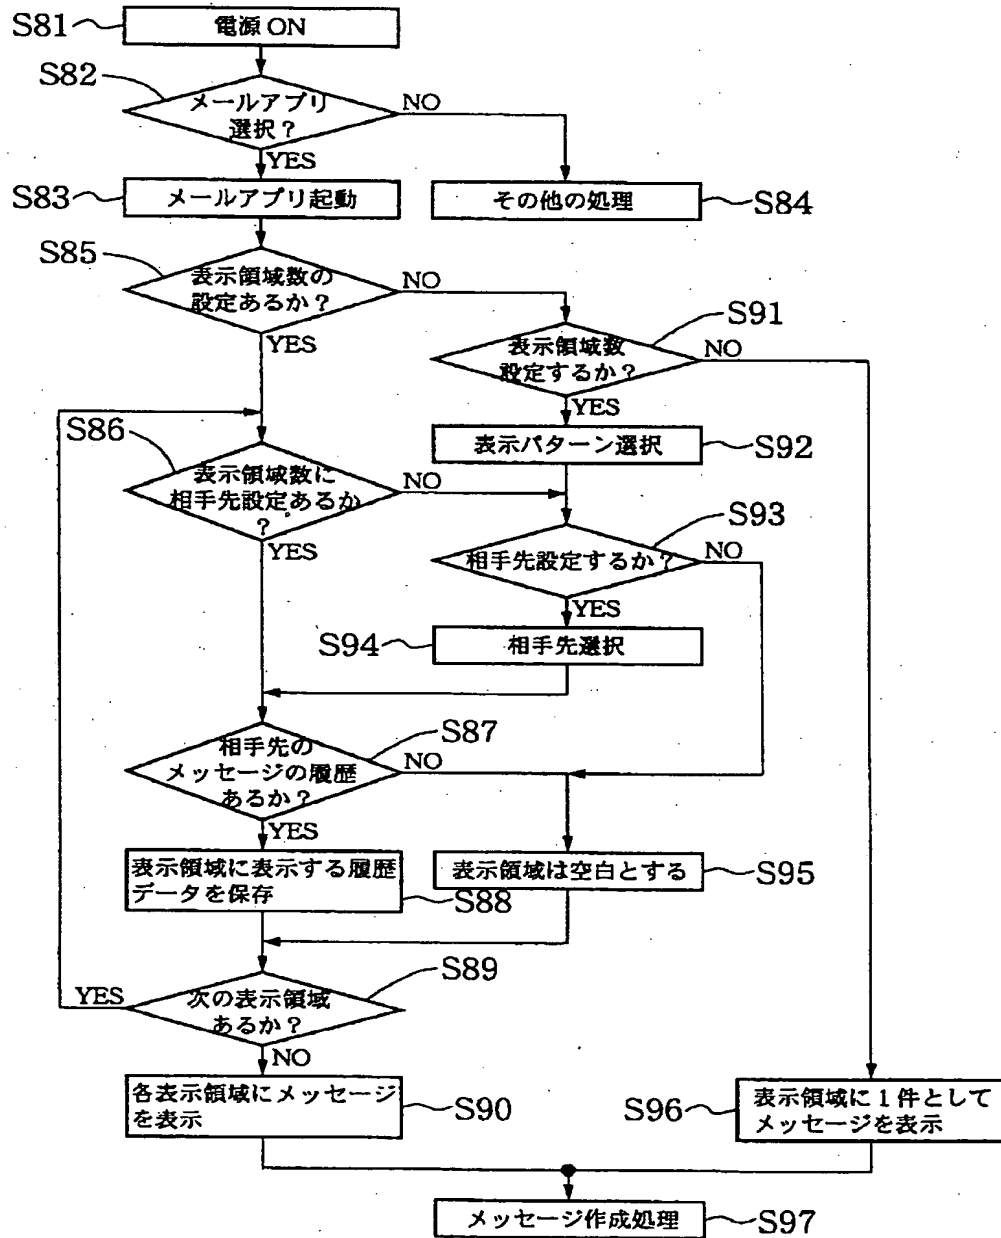 S81
電源 ON
S82
メールアプリ
選択？
NO
YES
S83
メールアプリ起動
その他の処理
S84
S85
表示領域数の
設定あるか？
NO
YES
S91
表示領域数
設定するか？
NO
YES
S86
表示領域数に
相手先設定あるか
？
NO
YES
表示パターン選択
S92
S93
相手先設定するか？
NO
YES
S94
相手先選択
S87
相手先の
メッセージの履歴
あるか？
NO
YES
表示領域に表示する履歴
データを保存
S88
表示領域は空白とする
S95
S89
次の表示領域
あるか？
YES
NO
各表示領域にメッセージ
を表示
S90
S96
表示領域に１件として
メッセージを表示
メッセージ作成処理
S97